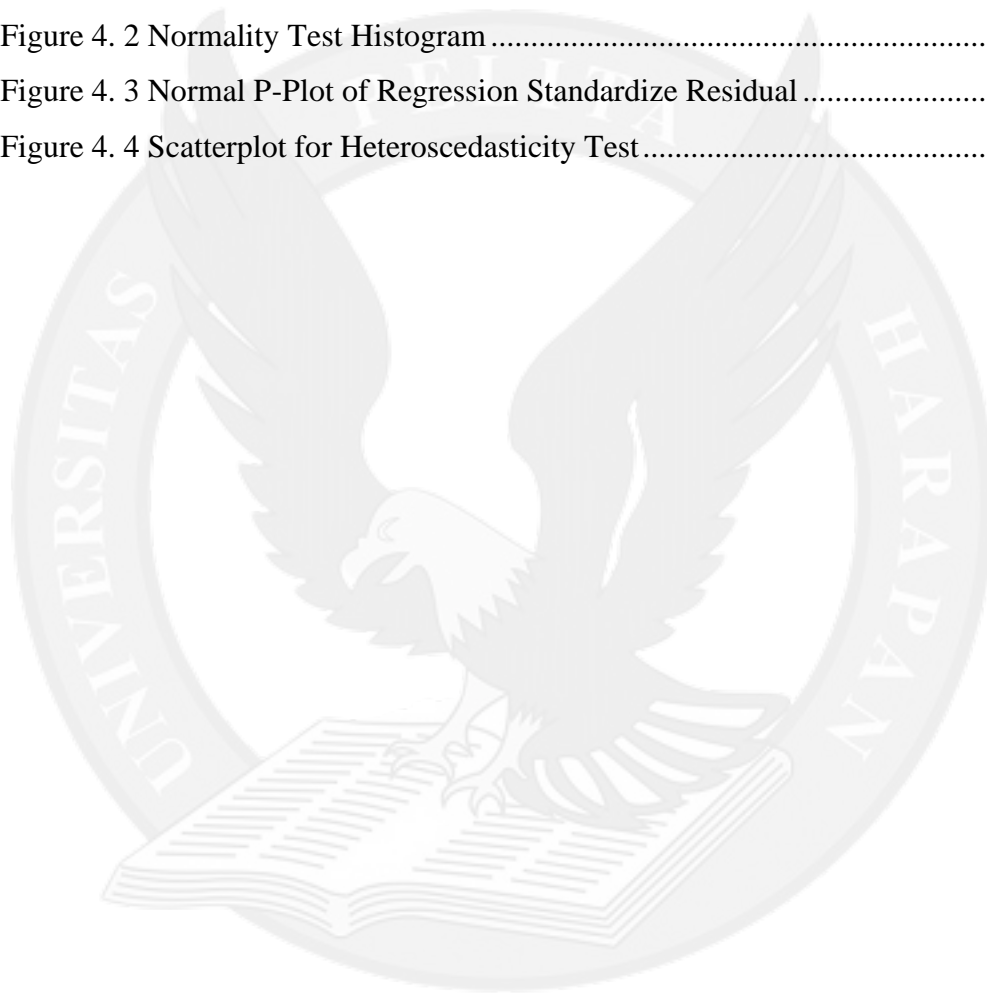 Figure 4. 2 Normality Test Histogram
Figure 4. 3 Normal P-Plot of Regression Standardize Residual
Figure 4. 4 Scatterplot for Heteroscedasticity Test
UNIVERSITAS PELITA HARAPAN